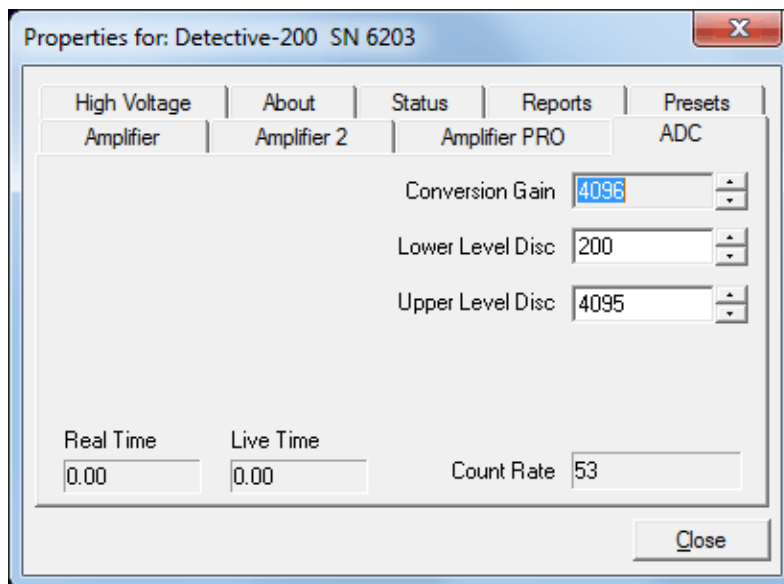 Properties for: Detective-200 SN 6203
High Voltage About Status Reports Presets
Amplifier Amplifier 2 Amplifier PRO ADC
Conversion Gain 4096
Lower Level Disc 200
Upper Level Disc 4095
Real Time Live Time
0.00 0.00 Count Rate 53
Close